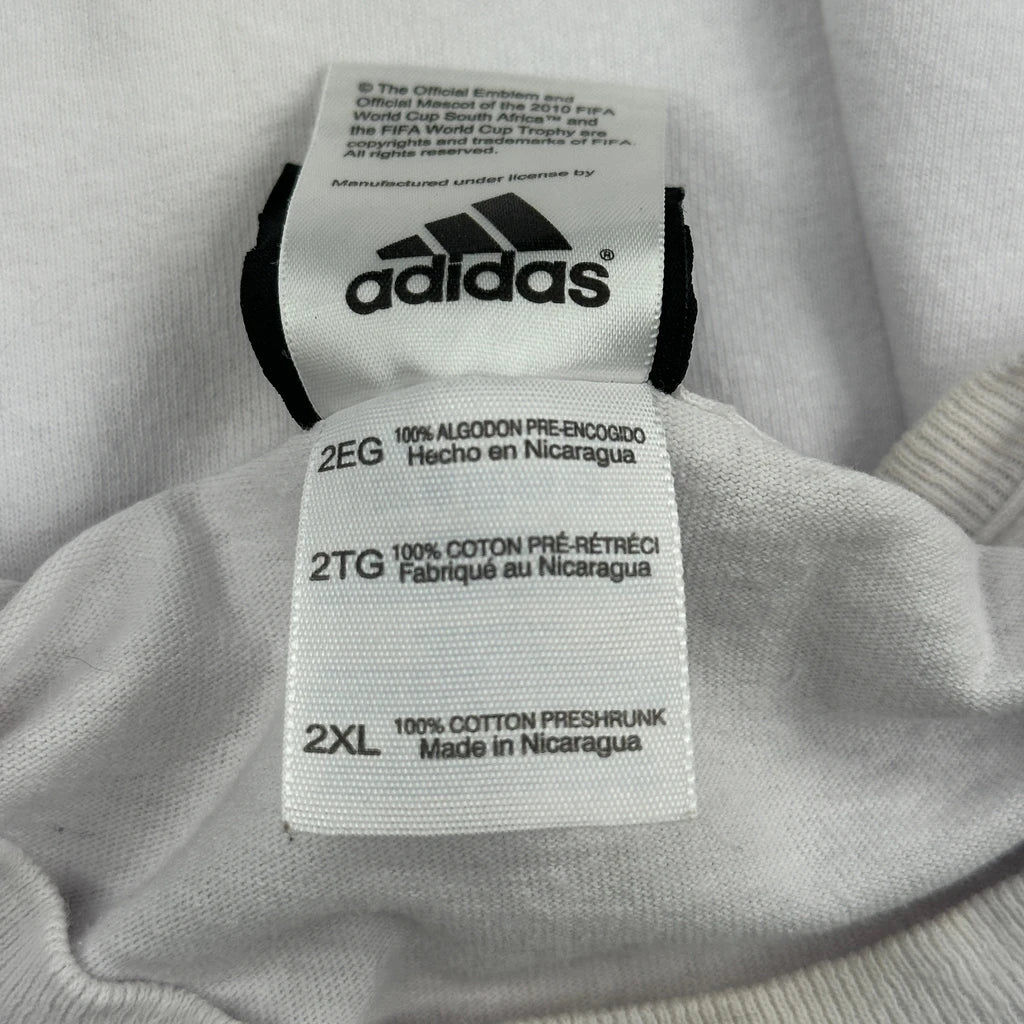 © The Official Emblem and
Official Mascot of the 2010 FIFA
World Cup South Africa™ and
the FIFA World Cup Trophy are
copyrights and trademarks of FIFA.
All rights reserved.
Manufactured under license by
adidas®
2EG 100% ALGODON PRE-ENCOGIDO
Hecho en Nicaragua
2TG 100% COTON PRÉ-RÉTRÉCI
Fabriqué au Nicaragua
2XL 100% COTTON PRESHRUNK
Made in Nicaragua